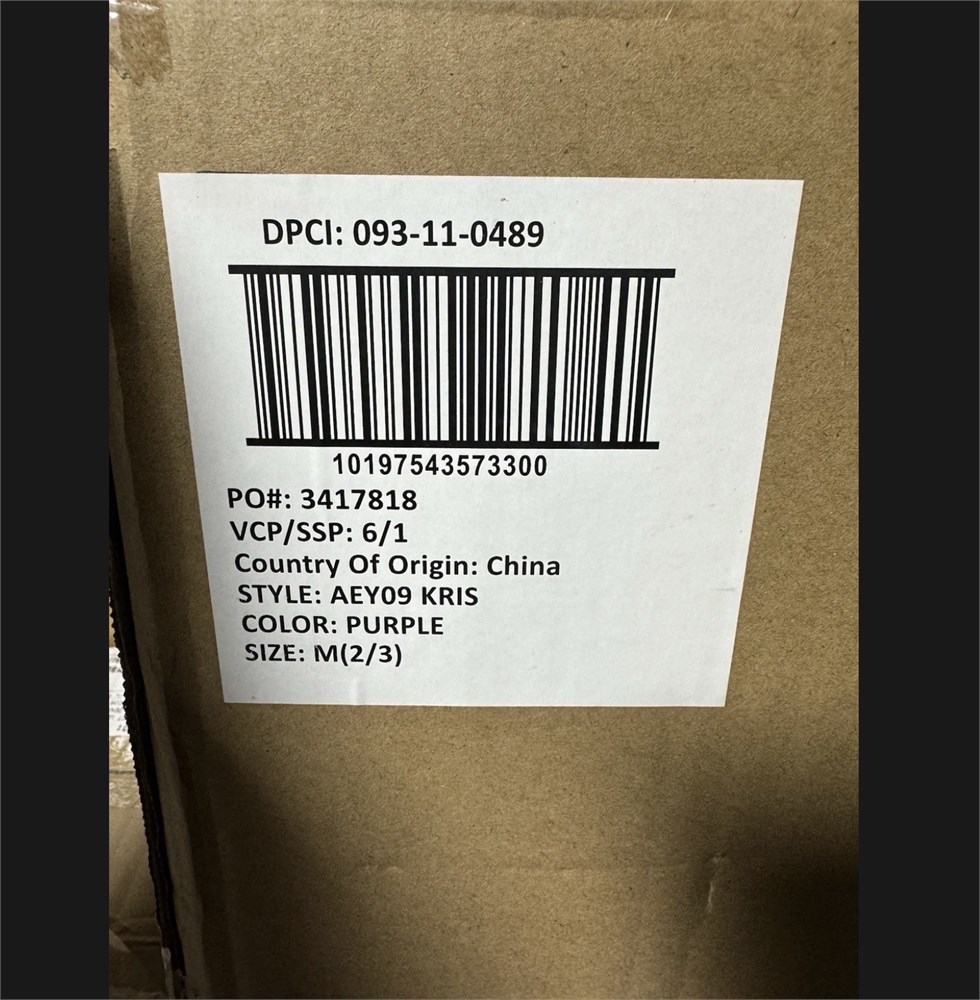 DPCI: 093-11-0489
10197543573300
PO#: 3417818
VCP/SSP: 6/1
Country Of Origin: China
STYLE: AEY09 KRIS
COLOR: PURPLE
SIZE: M(2/3)